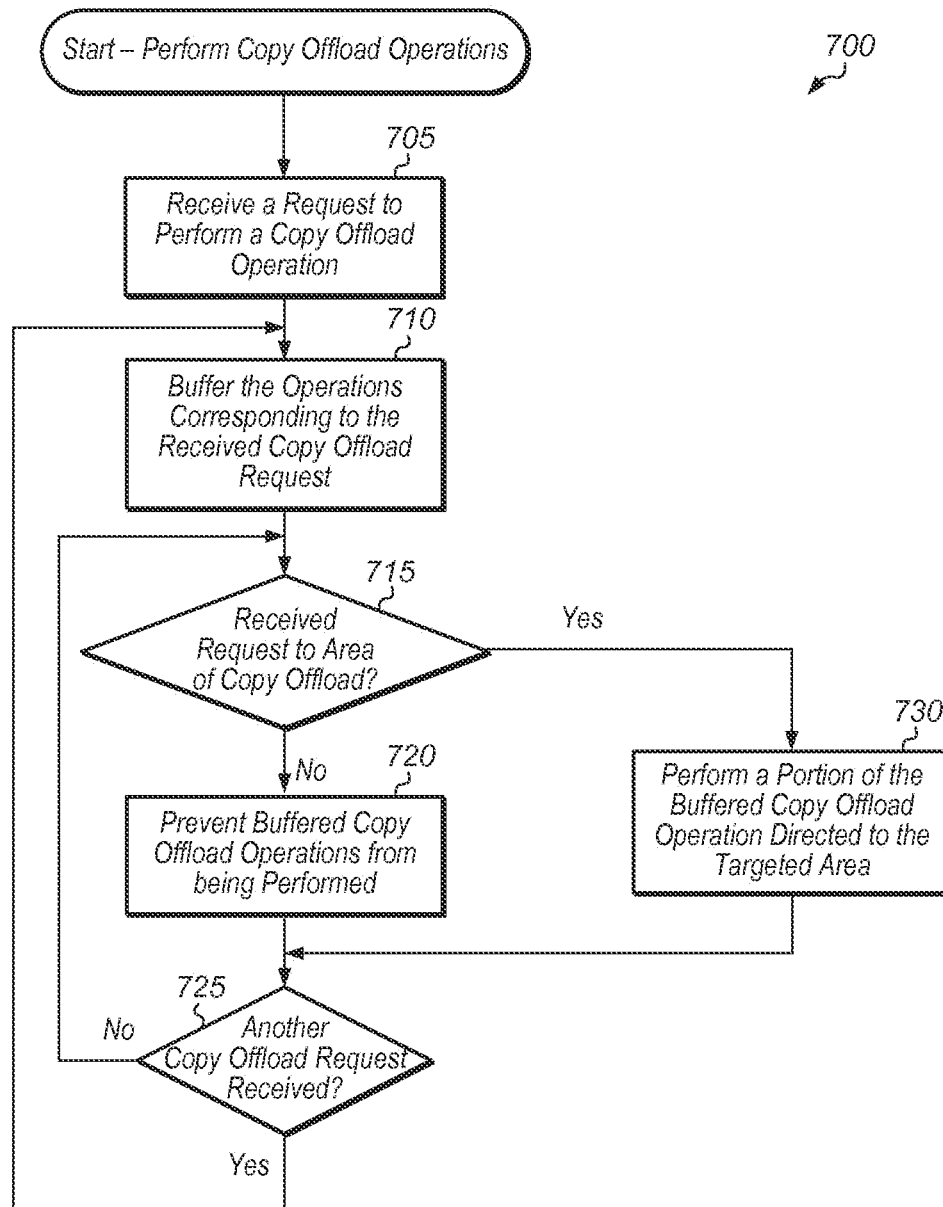 Start – Perform Copy Offload Operations
700
705
Receive a Request to
Perform a Copy Offload
Operation
710
Buffer the Operations
Corresponding to the
Received Copy Offload
Request
715
Received
Request to Area
of Copy Offload?
Yes
No
720
Prevent Buffered Copy
Offload Operations from
being Performed
730
Perform a Portion of the
Buffered Copy Offload
Operation Directed to the
Targeted Area
725
No
Another
Copy Offload Request
Received?
Yes